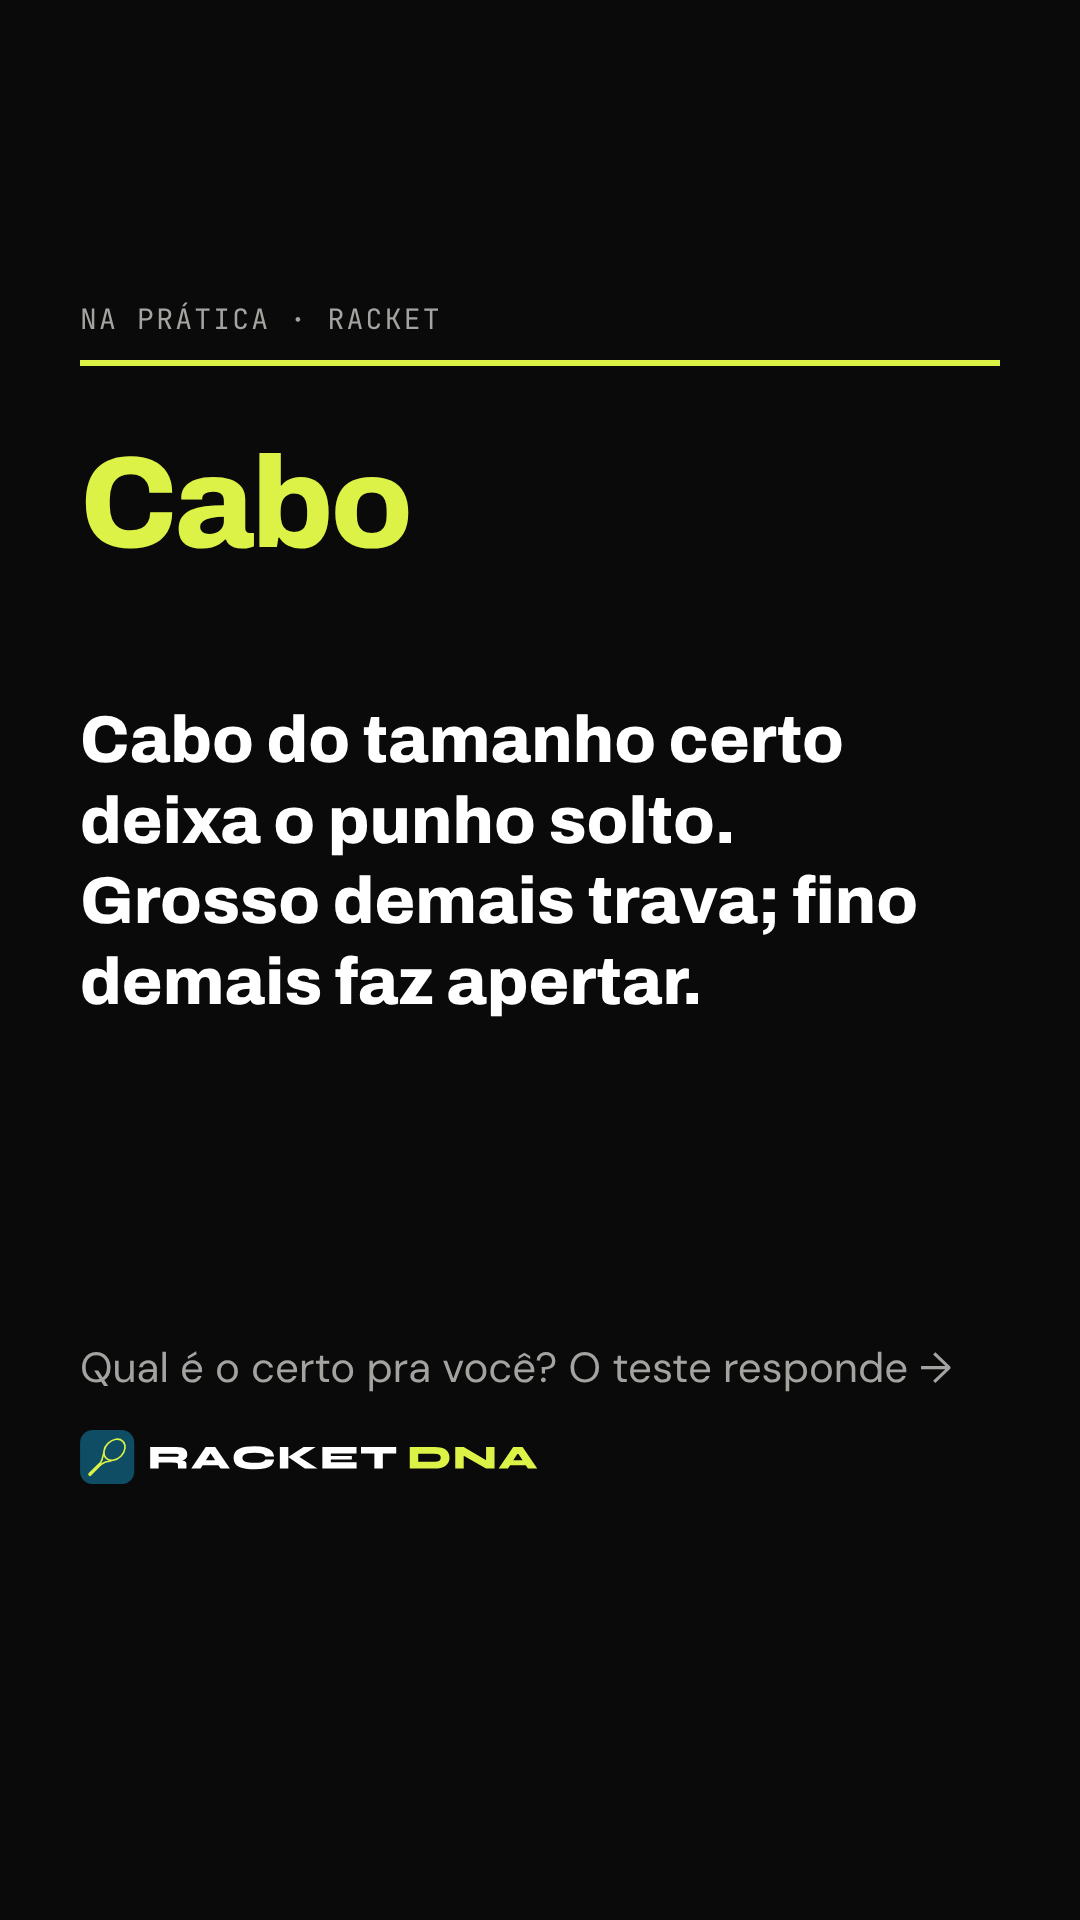 NA PRÁTICA · RACKET
Cabo
Cabo do tamanho certo
deixa o punho solto.
Grosso demais trava; fino
demais faz apertar.
Qual é o certo pra você? O teste responde →
RACKET DNA